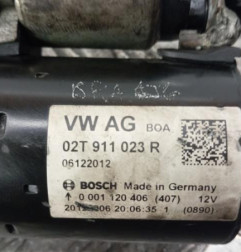 VW AG BOA
02T 911 023 R
06122012
BOSCH Made in Germany
0 001 120 406 (407) 12V
20:06:35 1 (0890)